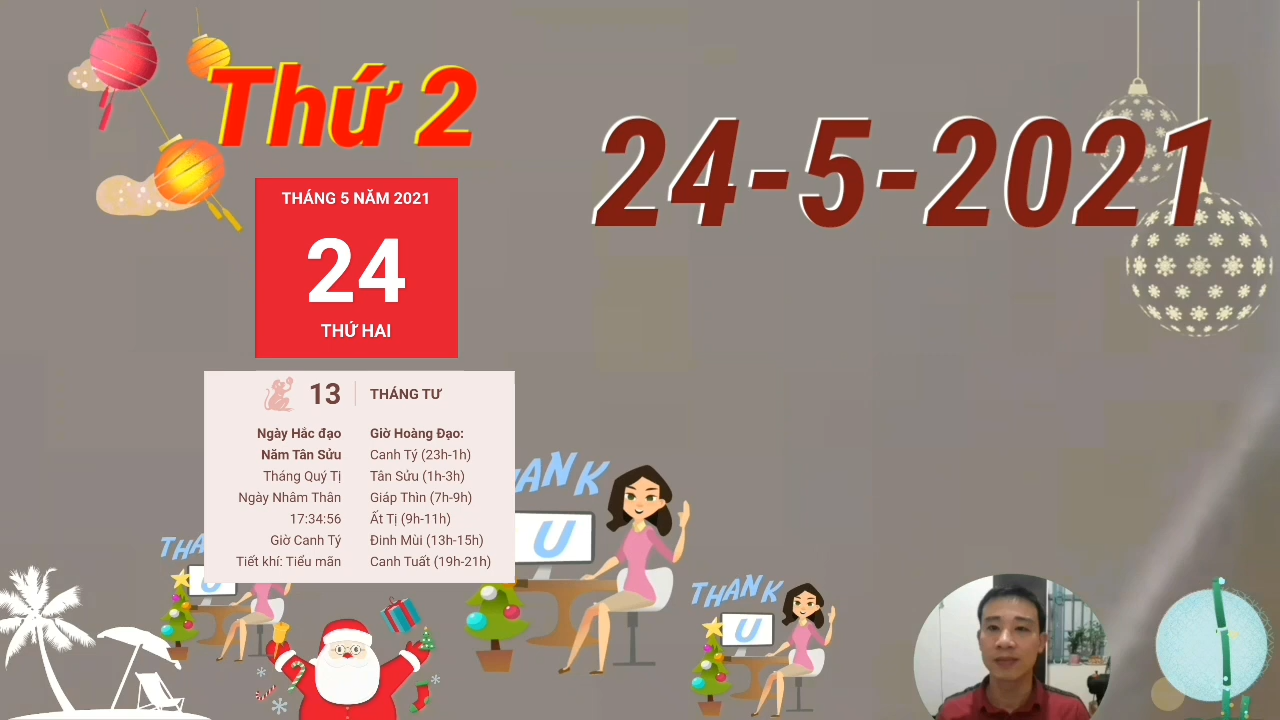 Thứ 2
24-5-2021
THÁNG 5 NĂM 2021
24
THỨ HAI
13 THÁNG TƯ
Ngày Hắc đạo
Năm Tân Sửu
Tháng Quý Tị
Ngày Nhâm Thân
17:34:56
Giờ Canh Tý
Tiết khí: Tiểu mãn
Giờ Hoàng Đạo:
Canh Tý (23h-1h)
Tân Sửu (1h-3h)
Giáp Thìn (7h-9h)
Ất Tị (9h-11h)
Đinh Mùi (13h-15h)
Canh Tuất (19h-21h)
HANK
U
THA
U
THANK
U